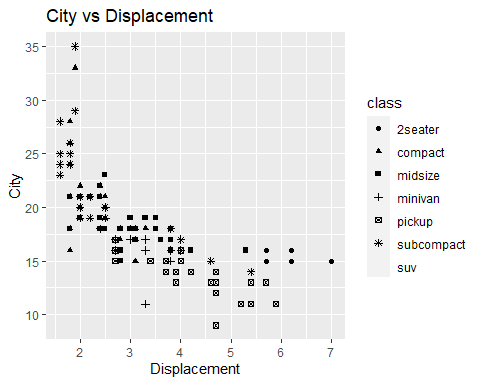 City vs Displacement
35
30
25
20
15
10
City
2 3 4 5 6 7
Displacement
class
2seater
compact
midsize
minivan
pickup
subcompact
suv